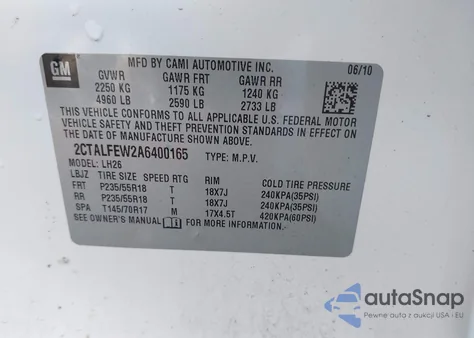 GM
MFD BY CAMI AUTOMOTIVE INC.
06/10
GVWR GAWR FRT GAWR RR
2250 KG 1175 KG 1240 KG
4960 LB 2590 LB 2733 LB
THIS VEHICLE CONFORMS TO ALL APPLICABLE U.S. FEDERAL MOTOR
VEHICLE SAFETY STANDARDS IN EFFECT ON THE
DATE OF MANUFACTURE SHOWN ABOVE.
2CTALFEW2A6400165 TYPE: M.P.V.
MODEL: LH26
LBJZ TIRE SIZE SPEED RTG RIM COLD TIRE PRESSURE
FRT P235/55R18 T 18X7J 240KPA(35PSI)
RR P235/55R18 T 18X7J 240KPA(35PSI)
SPA T145/70R17 M 17X4.5T 420KPA(60PSI)
SEE OWNER'S MANUAL FOR ADDITIONAL INFORMATION.
autoSnap
Pewne auta z aukcji USA - EU